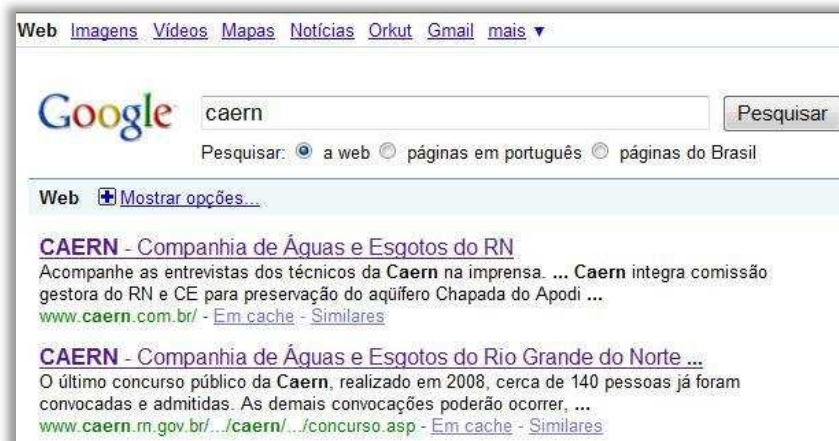 Web Imagens Vídeos Mapas Notícias Orkut Gmail mais ▼
Google caern Pesquisar
Pesquisar: a web páginas em português páginas do Brasil
Web Mostrar opções...
CAERN - Companhia de Águas e Esgotos do RN
Acompanhe as entrevistas dos técnicos da Caern na imprensa. ... Caern integra comissão
gestora do RN e CE para preservação do aqüífero Chapada do Apodi ...
www.caern.com.br/ - Em cache - Similares
CAERN - Companhia de Águas e Esgotos do Rio Grande do Norte ...
O último concurso público da Caern, realizado em 2008, cerca de 140 pessoas já foram
convocadas e admitidas. As demais convocações poderão ocorrer, ...
www.caern.rn.gov.br/.../caern/.../concurso.asp - Em cache - Similares